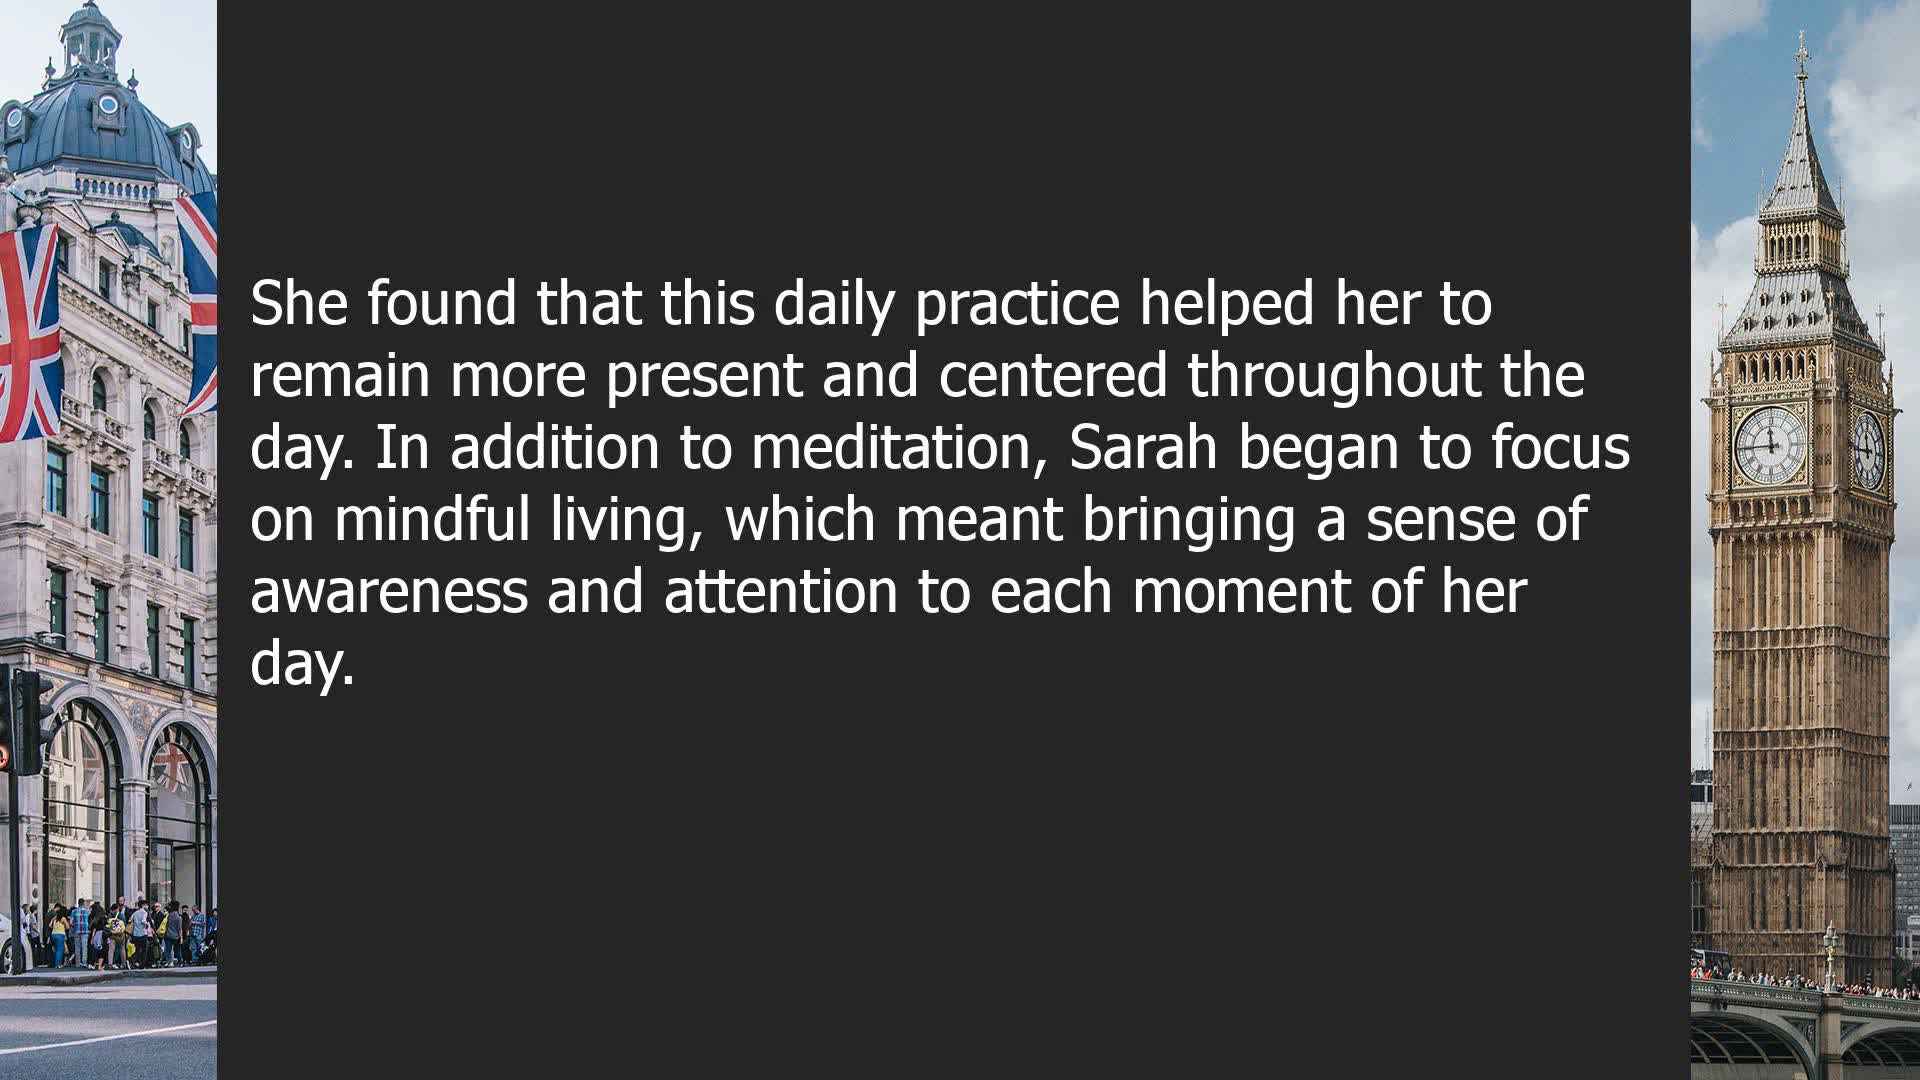 She found that this daily practice helped her to
remain more present and centered throughout the
day. In addition to meditation, Sarah began to focus
on mindful living, which meant bringing a sense of
awareness and attention to each moment of her
day.